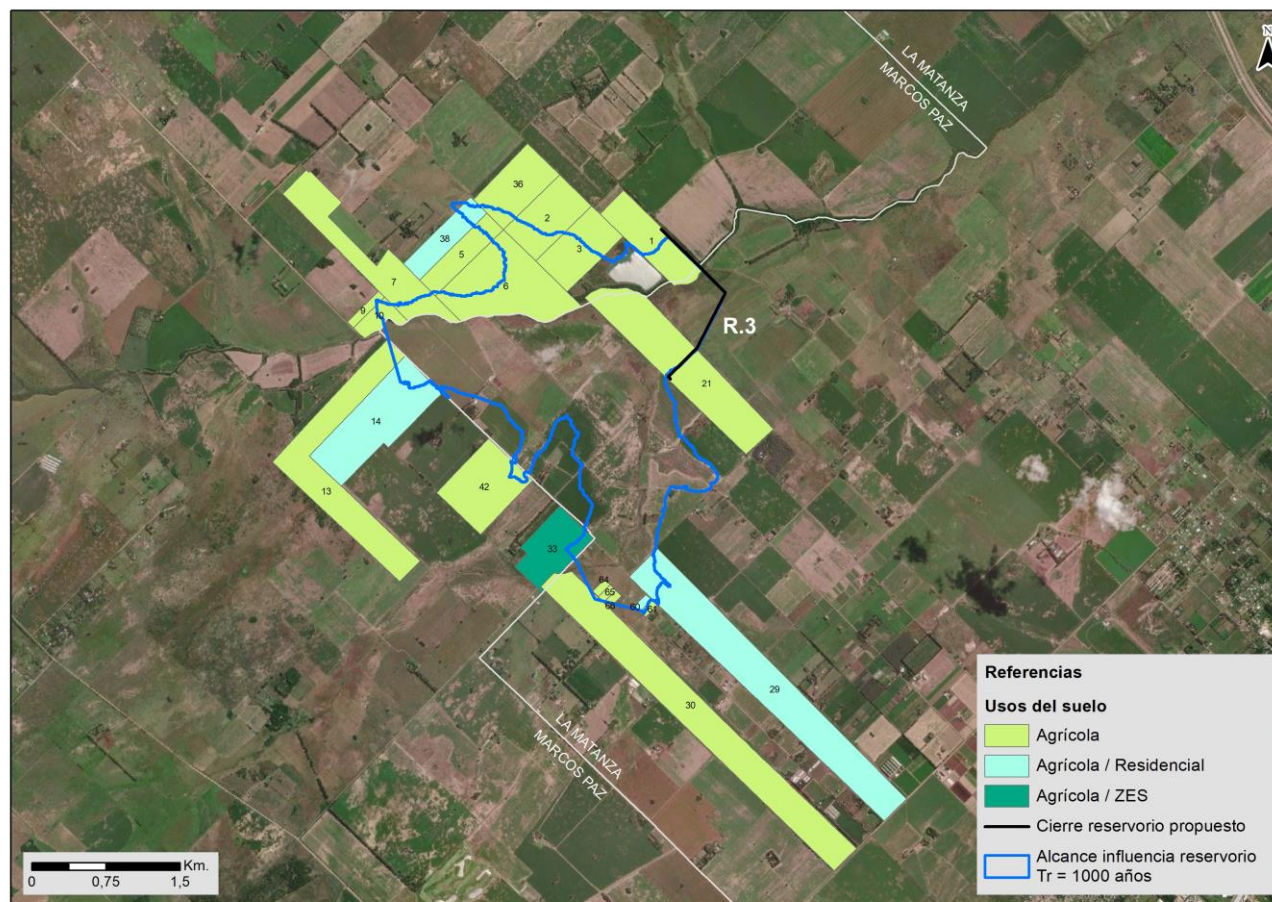 N
LA MATANZA
MARCOS PAZ
36
2
1
38
3
5
7
6
9
10
R.3
21
14
42
13
33
64
65
66
60
61
29
30
LA MATANZA
MARCOS PAZ
Referencias
Usos del suelo
Agrícola
Agrícola / Residencial
Agrícola / ZES
Cierre reservorio propuesto
Alcance influencia reservorio
Tr = 1000 años
Km.
0 0,75 1,5